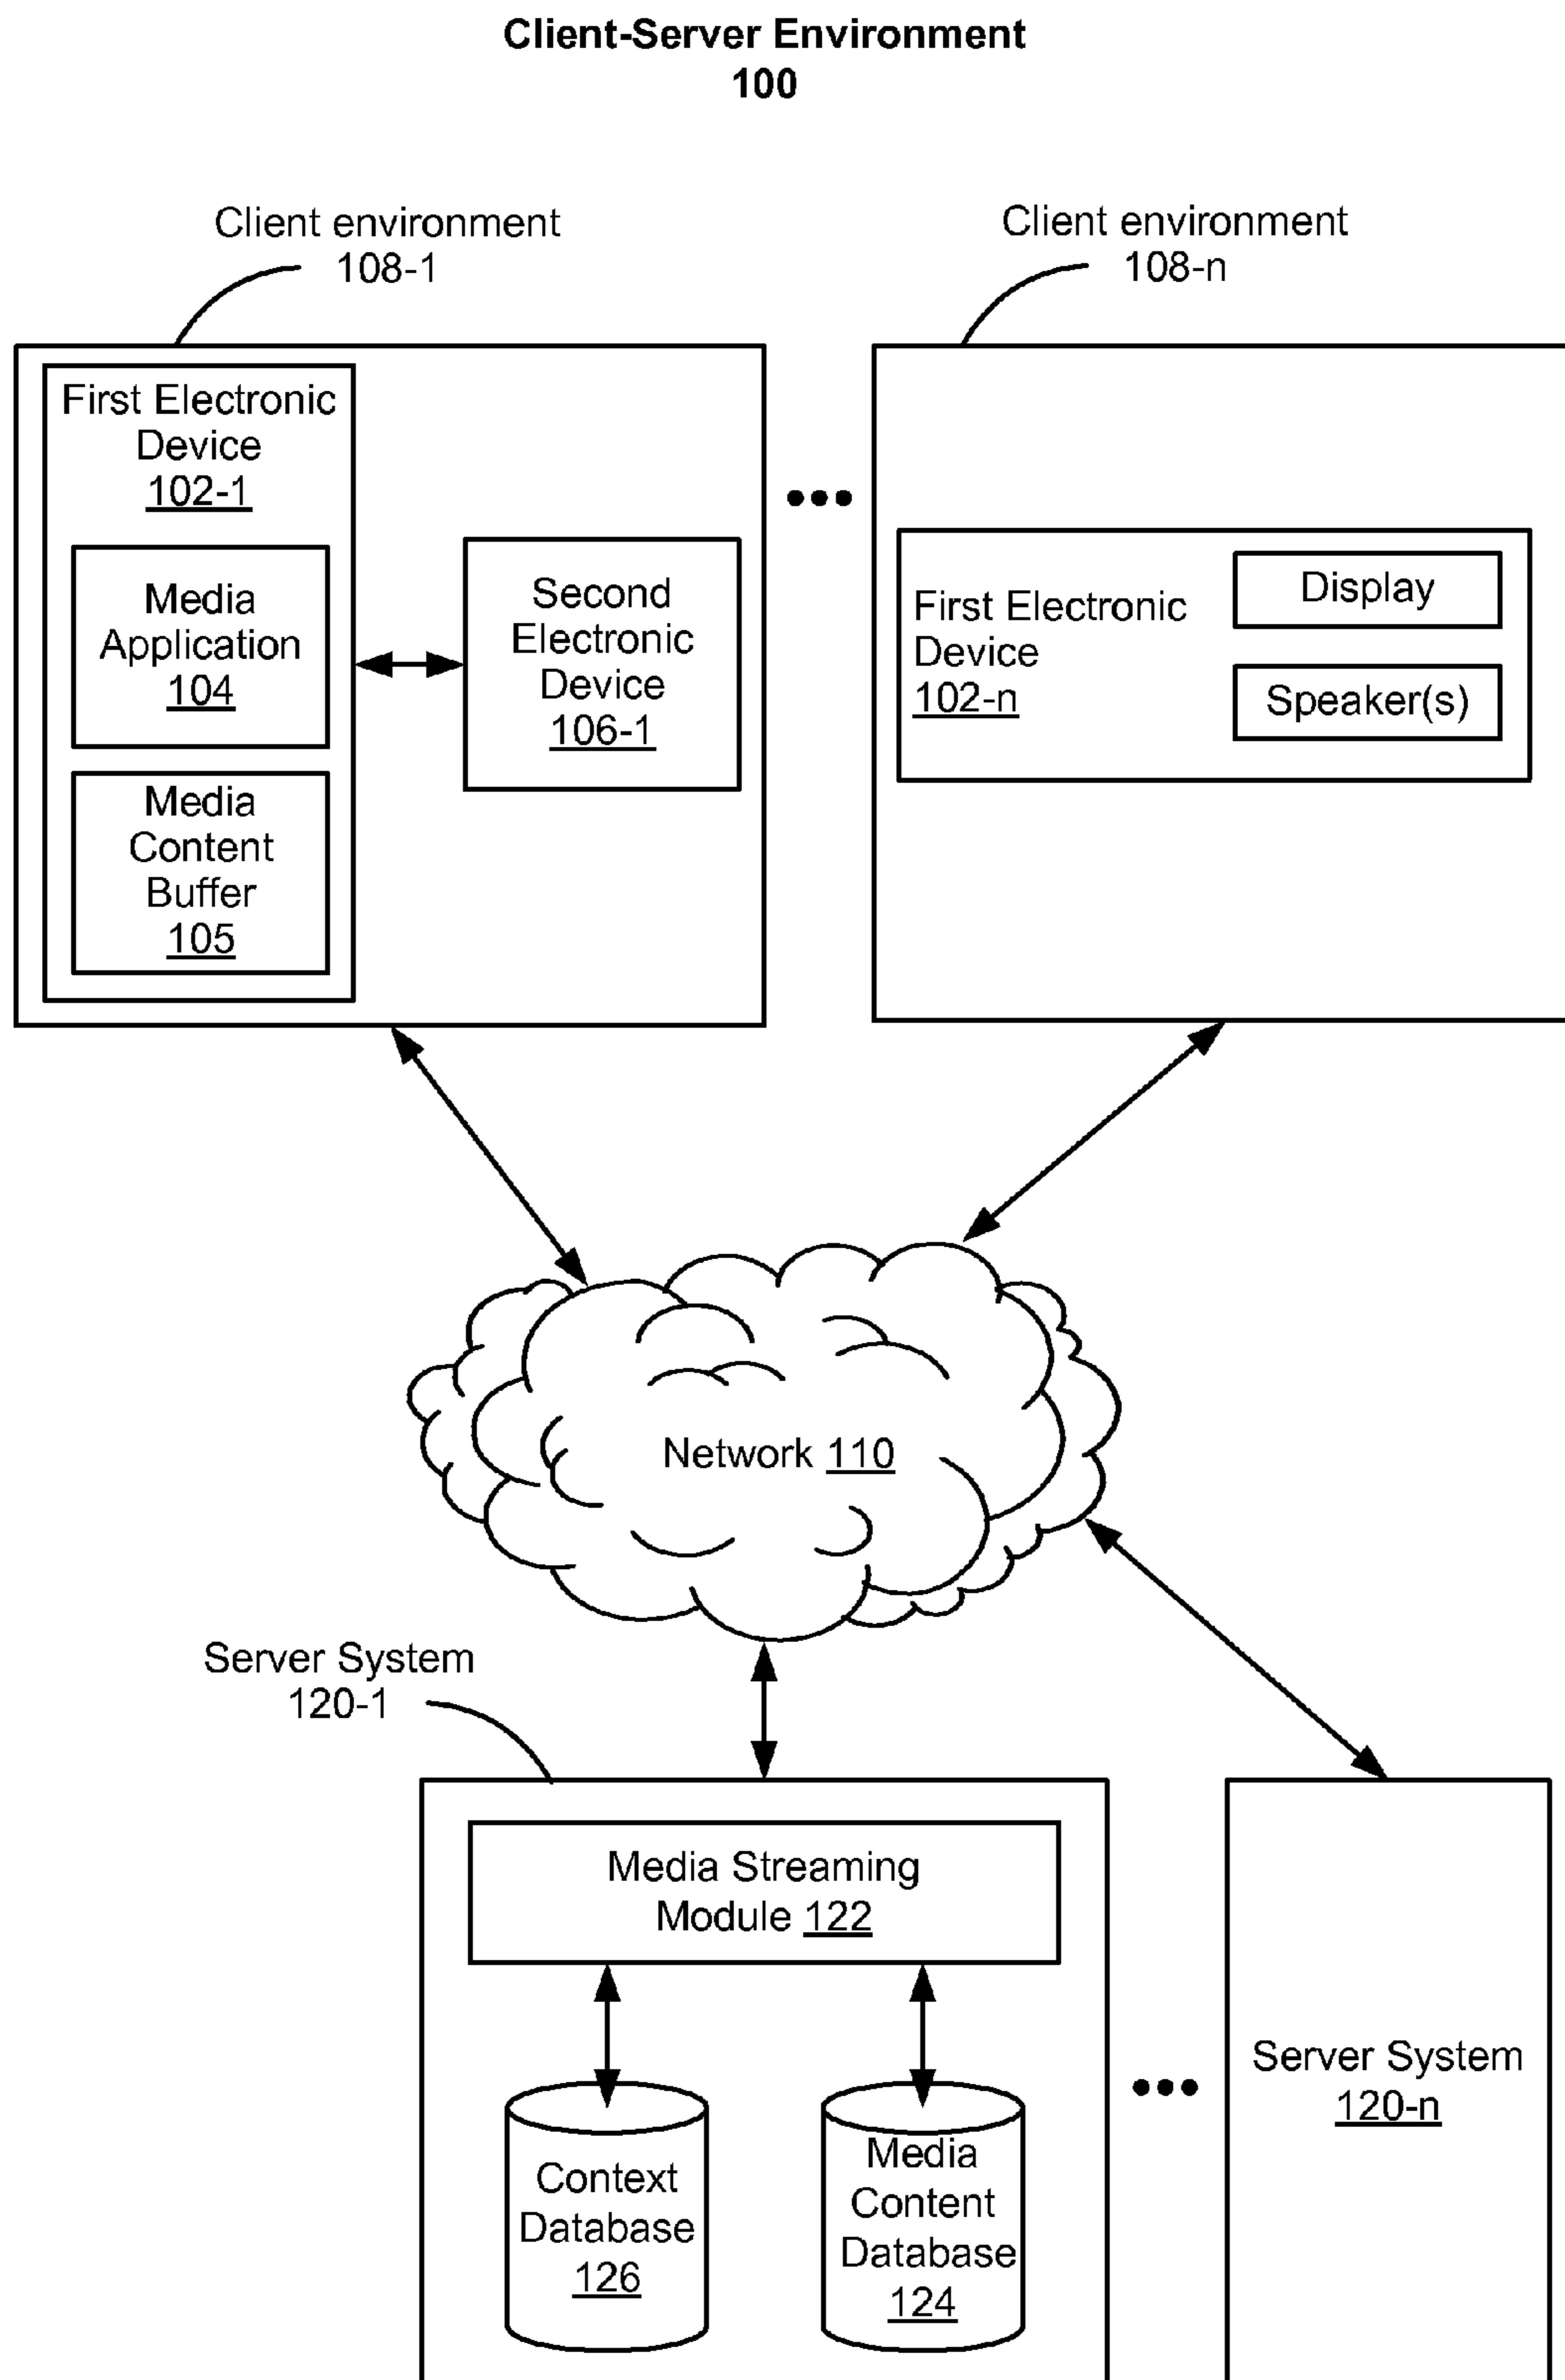 Client-Server Environment
100
Client environment
108-1
Client environment
108-n
First Electronic
Device
102-1
Media
Application
104
Media
Content
Buffer
105
Second
Electronic
Device
106-1
First Electronic
Device
102-n
Display
Speaker(s)
Network 110
Server System
120-1
Media Streaming
Module 122
Context
Database
126
Media
Content
Database
124
Server System
120-n